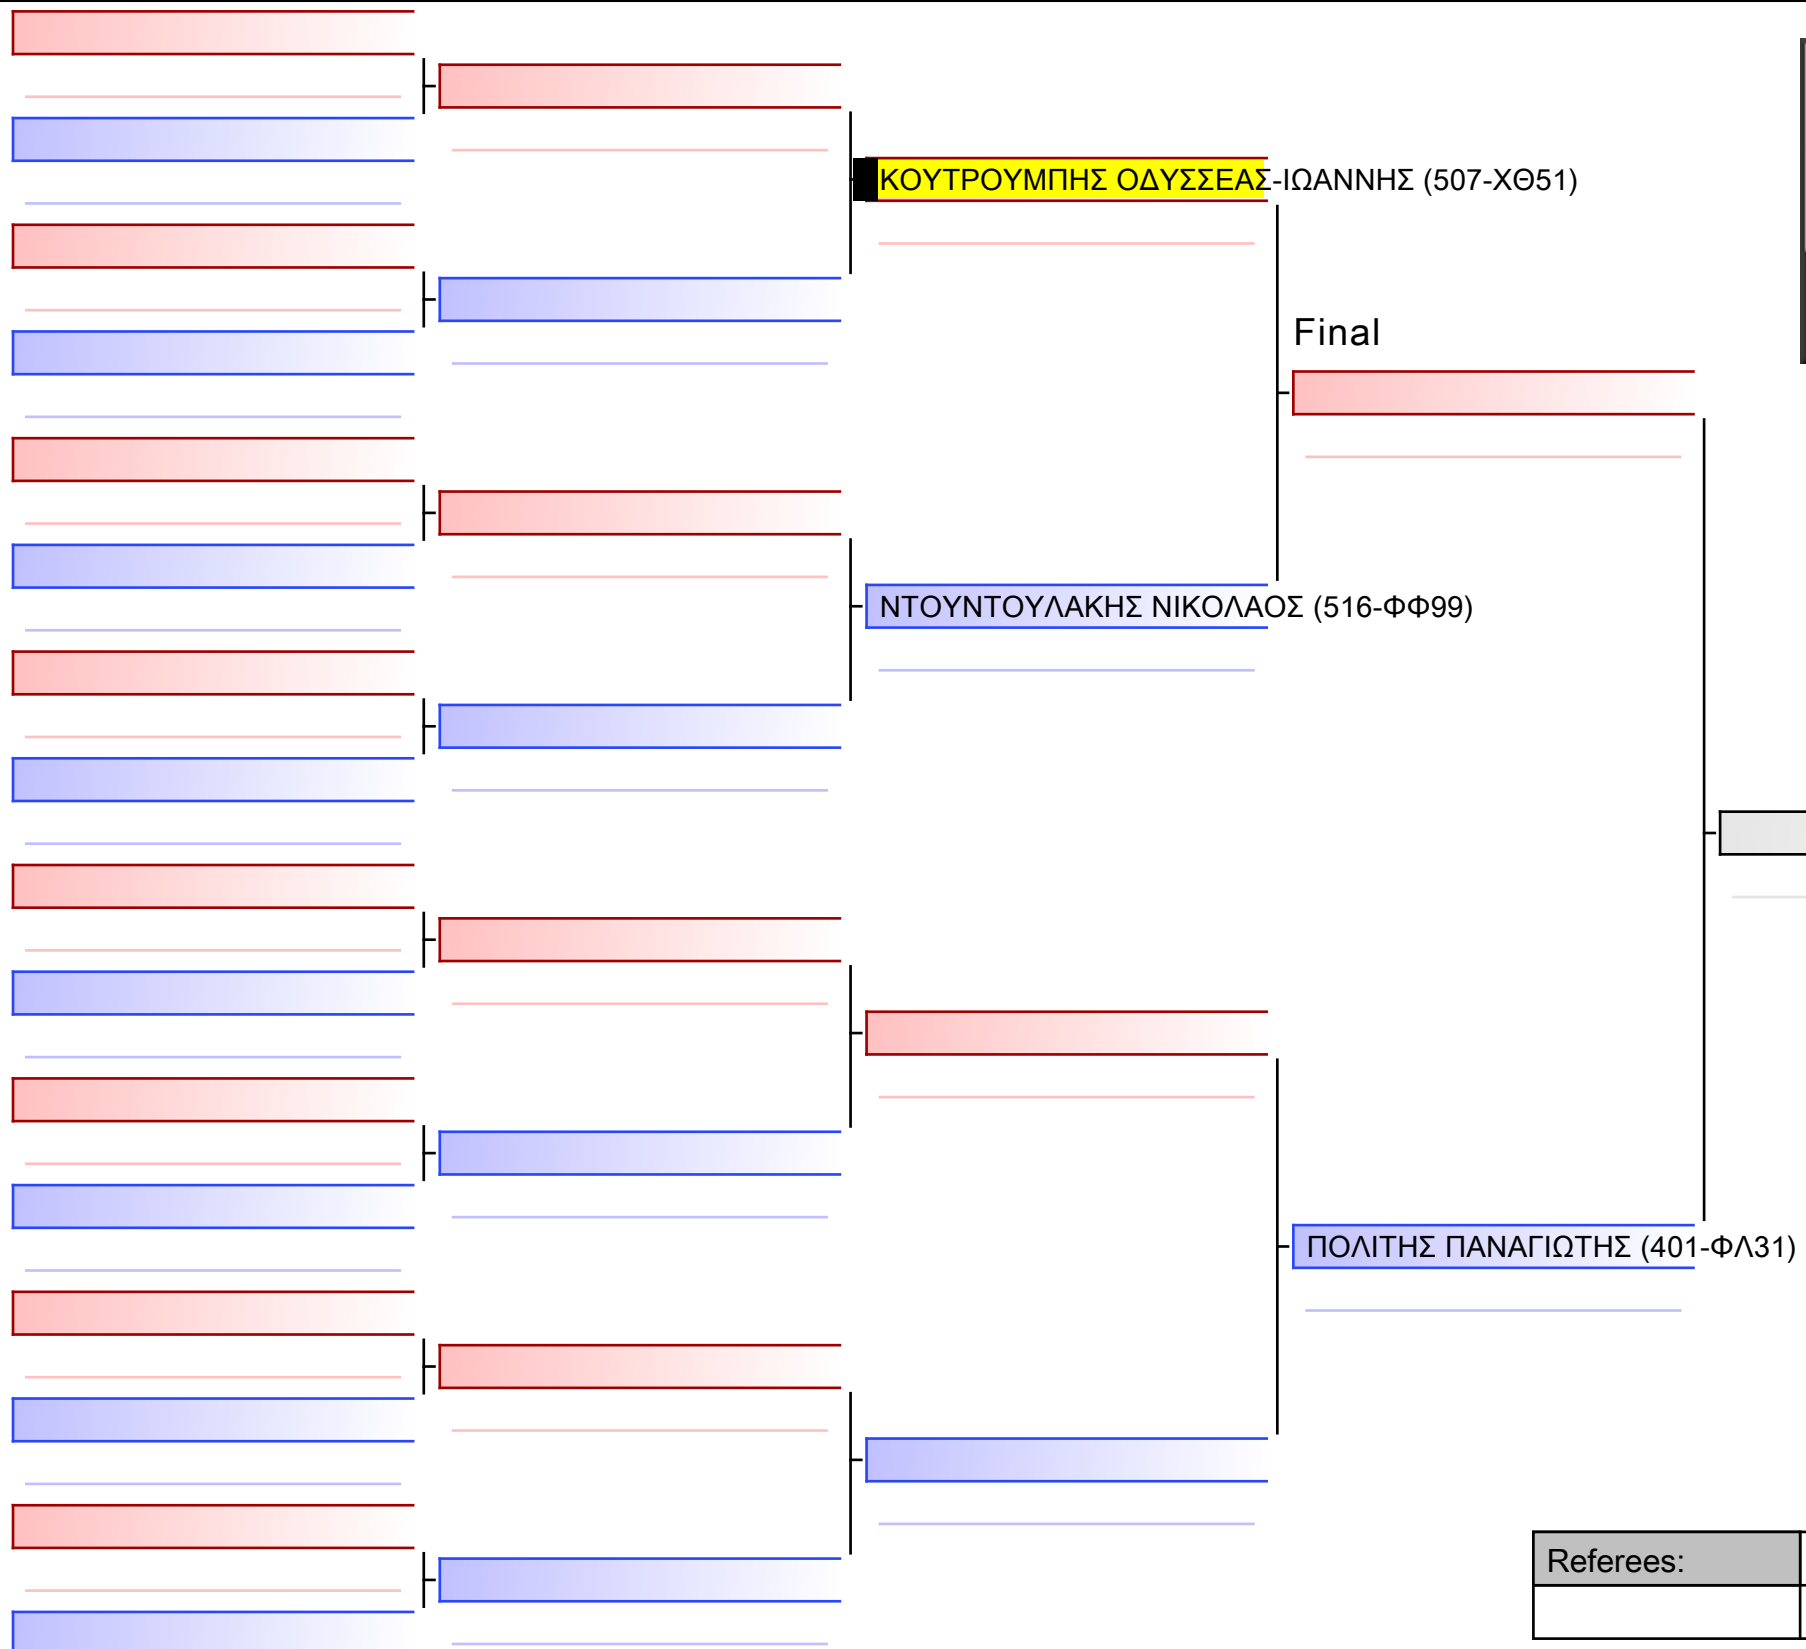 ΚΟΥΤΡΟΥΜΠΗΣ ΟΔΥΣΣΕΑΣ-ΙΩΑΝΝΗΣ (507-ΧΘ51)
Final
ΝΤΟΥΝΤΟΥΛΑΚΗΣ ΝΙΚΟΛΑΟΣ (516-ΦΦ99)
ΠΟΛΙΤΗΣ ΠΑΝΑΓΙΩΤΗΣ (401-ΦΛ31)
Referees: